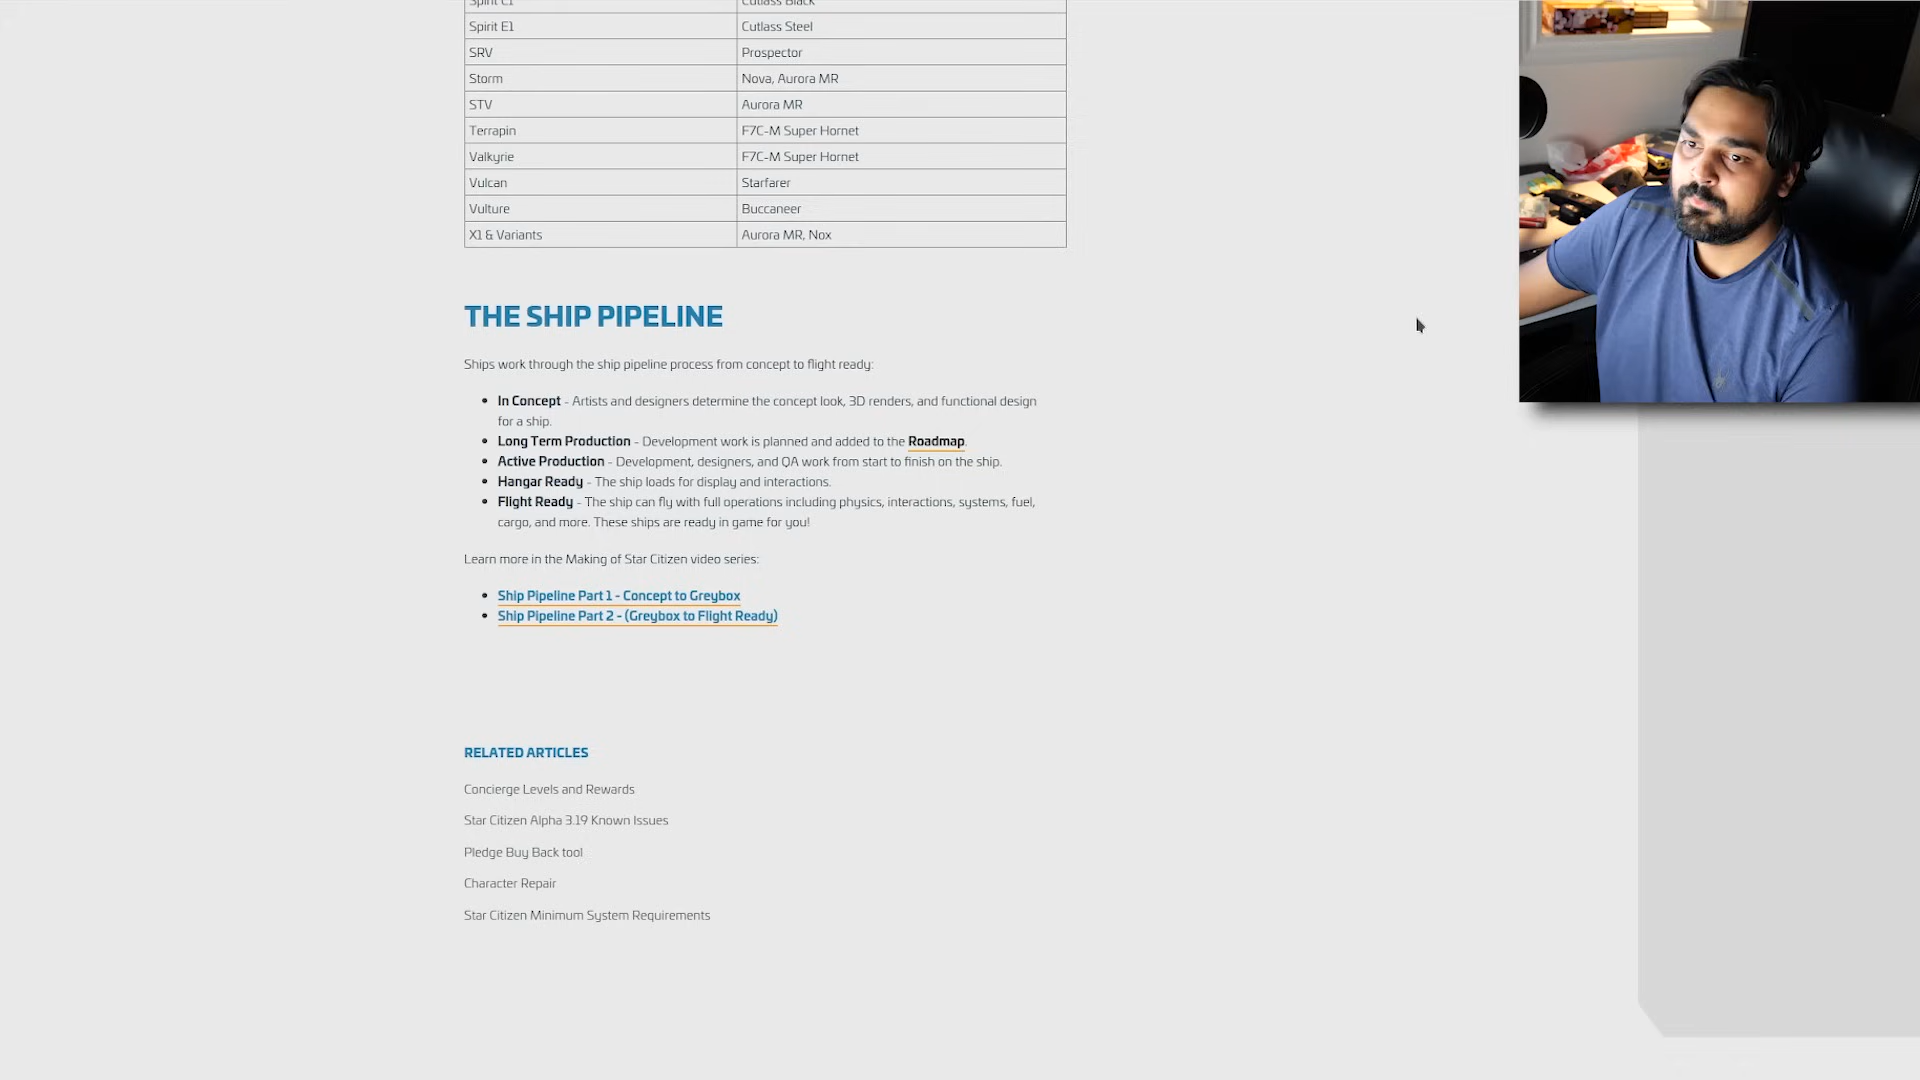 Spirit C1 Cutlass Black
Spirit E1 Cutlass Steel
SRV Prospector
Storm Nova, Aurora MR
STV Aurora MR
Terrapin F7C-M Super Hornet
Valkyrie F7C-M Super Hornet
Vulcan Starfarer
Vulture Buccaneer
X1 & Variants Aurora MR, Nox
THE SHIP PIPELINE
Ships work through the ship pipeline process from concept to flight ready:
• In Concept - Artists and designers determine the concept look, 3D renders, and functional design
for a ship.
• Long Term Production - Development work is planned and added to the Roadmap.
• Active Production - Development, designers, and QA work from start to finish on the ship.
• Hangar Ready - The ship loads for display and interactions.
• Flight Ready - The ship can fly with full operations including physics, interactions, systems, fuel,
cargo, and more. These ships are ready in game for you!
Learn more in the Making of Star Citizen video series:
• Ship Pipeline Part 1 - Concept to Greybox
• Ship Pipeline Part 2 - (Greybox to Flight Ready)
RELATED ARTICLES
Concierge Levels and Rewards
Star Citizen Alpha 3.19 Known Issues
Pledge Buy Back tool
Character Repair
Star Citizen Minimum System Requirements